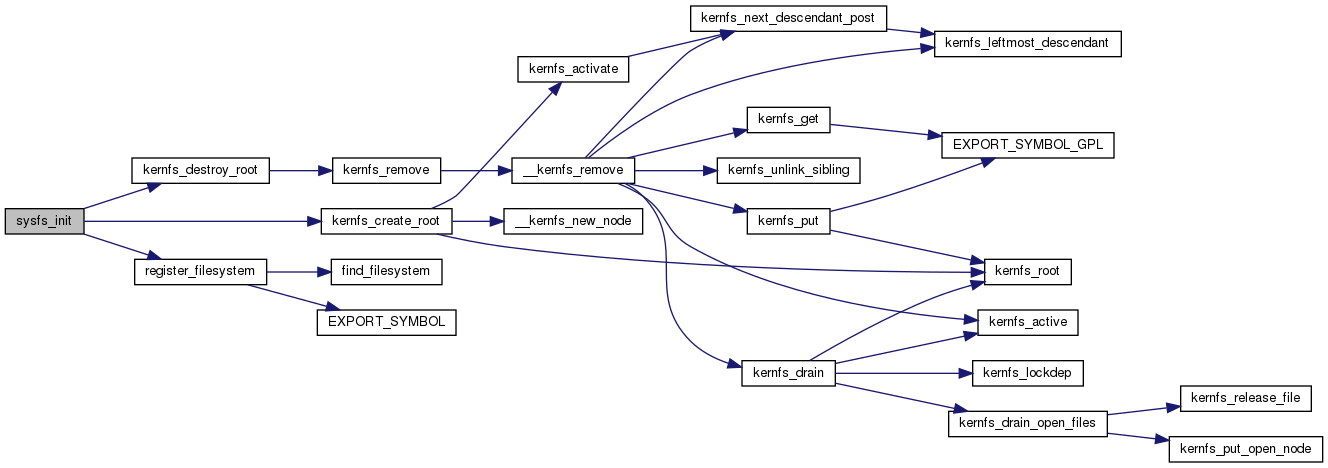 kernfs_next_descendant_post
kernfs_leftmost_descendant
kernfs_activate
kernfs_get
EXPORT_SYMBOL_GPL
kernfs_destroy_root
kernfs_remove
__kernfs_remove
kernfs_unlink_sibling
sysfs_init
kernfs_create_root
__kernfs_new_node
kernfs_put
register_filesystem
find_filesystem
kernfs_root
EXPORT_SYMBOL
kernfs_active
kernfs_drain
kernfs_lockdep
kernfs_drain_open_files
kernfs_release_file
kernfs_put_open_node